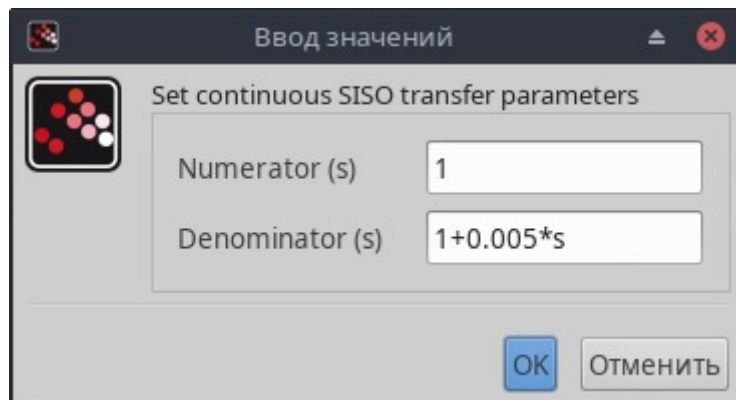 Ввод значений
Set continuous SISO transfer parameters
Numerator (s) 1
Denominator (s) 1+0.005*s
OK Отменить